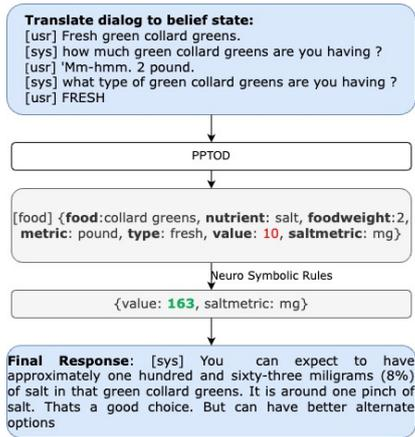 Translate dialog to belief state:
[usr] Fresh green collard greens.
[sys] how much green collard greens are you having ?
[usr] 'Mm-hmm. 2 pound.
[sys] what type of green collard greens are you having ?
[usr] FRESH
PPTOD
[food] {food:collard greens, nutrient: salt, foodweight:2,
metric: pound, type: fresh, value: 10, saltmetric: mg}
Neuro Symbolic Rules
{value: 163, saltmetric: mg}
Final Response: [sys] You can expect to have
approximately one hundred and sixty-three miligrams (8%)
of salt in that green collard greens. It is around one pinch of
salt. Thats a good choice. But can have better alternate
options